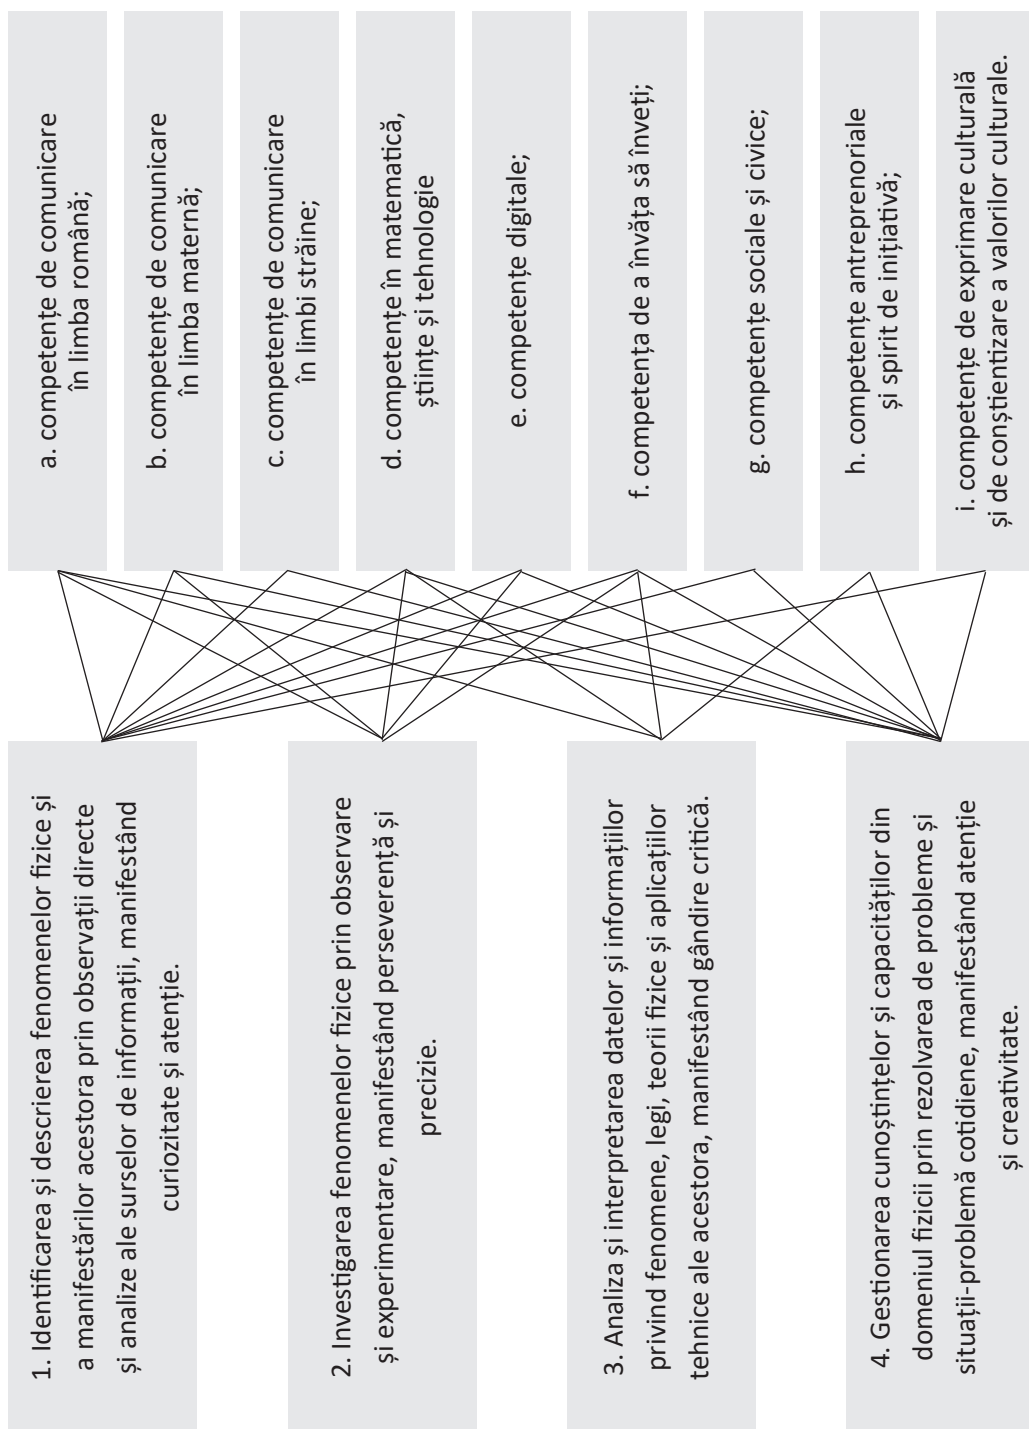 1. Identificarea și descrierea fenomenelor fizice și
a manifestărilor acestora prin observații directe
și analize ale surselor de informații, manifestând
curiozitate și atenție.
2. Investigarea fenomenelor fizice prin observare
și experimentare, manifestând perseverență și
precizie.
3. Analiza și interpretarea datelor și informațiilor
privind fenomene, legi, teorii fizice și aplicațiilor
tehnice ale acestora, manifestând gândire critică.
4. Gestionarea cunoștințelor și capacităților din
domeniul fizicii prin rezolvarea de probleme și
situații-problemă cotidiene, manifestând atenție
și creativitate.
a. competențe de comunicare
în limba română;
b. competențe de comunicare
în limba maternă;
c. competențe de comunicare
în limbi străine;
d. competențe în matematică,
științe și tehnologie
e. competențe digitale;
f. competența de a învăța să înveți;
g. competențe sociale și civice;
h. competențe antreprenoriale
și spirit de inițiativă;
i. competențe de exprimare culturală
și de conștientizare a valorilor culturale.